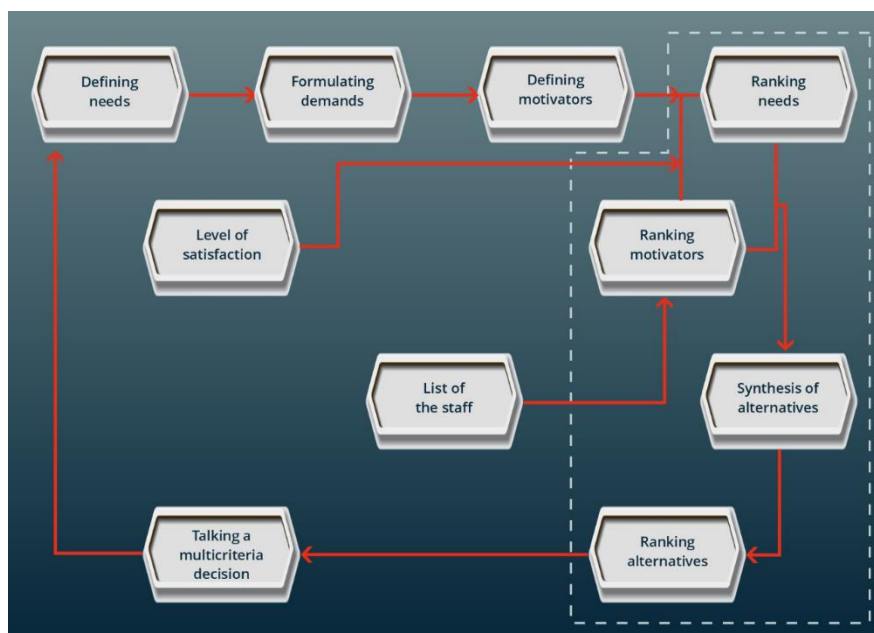 Defining
needs
Formulating
demands
Defining
motivators
Ranking
needs
Level of
satisfaction
Ranking
motivators
List of
the staff
Synthesis of
alternatives
Talking a
multicriteria
decision
Ranking
alternatives